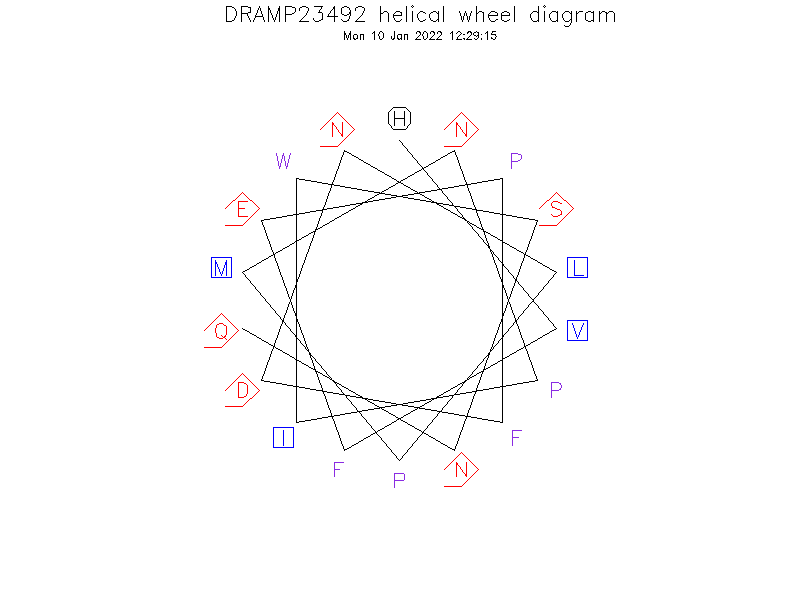 DRAMP23492 helical wheel diagram
Mon 10 Jan 2022 12:29:15
H
N N
W P
E S
M L
Q V
D P
I F
F N
P